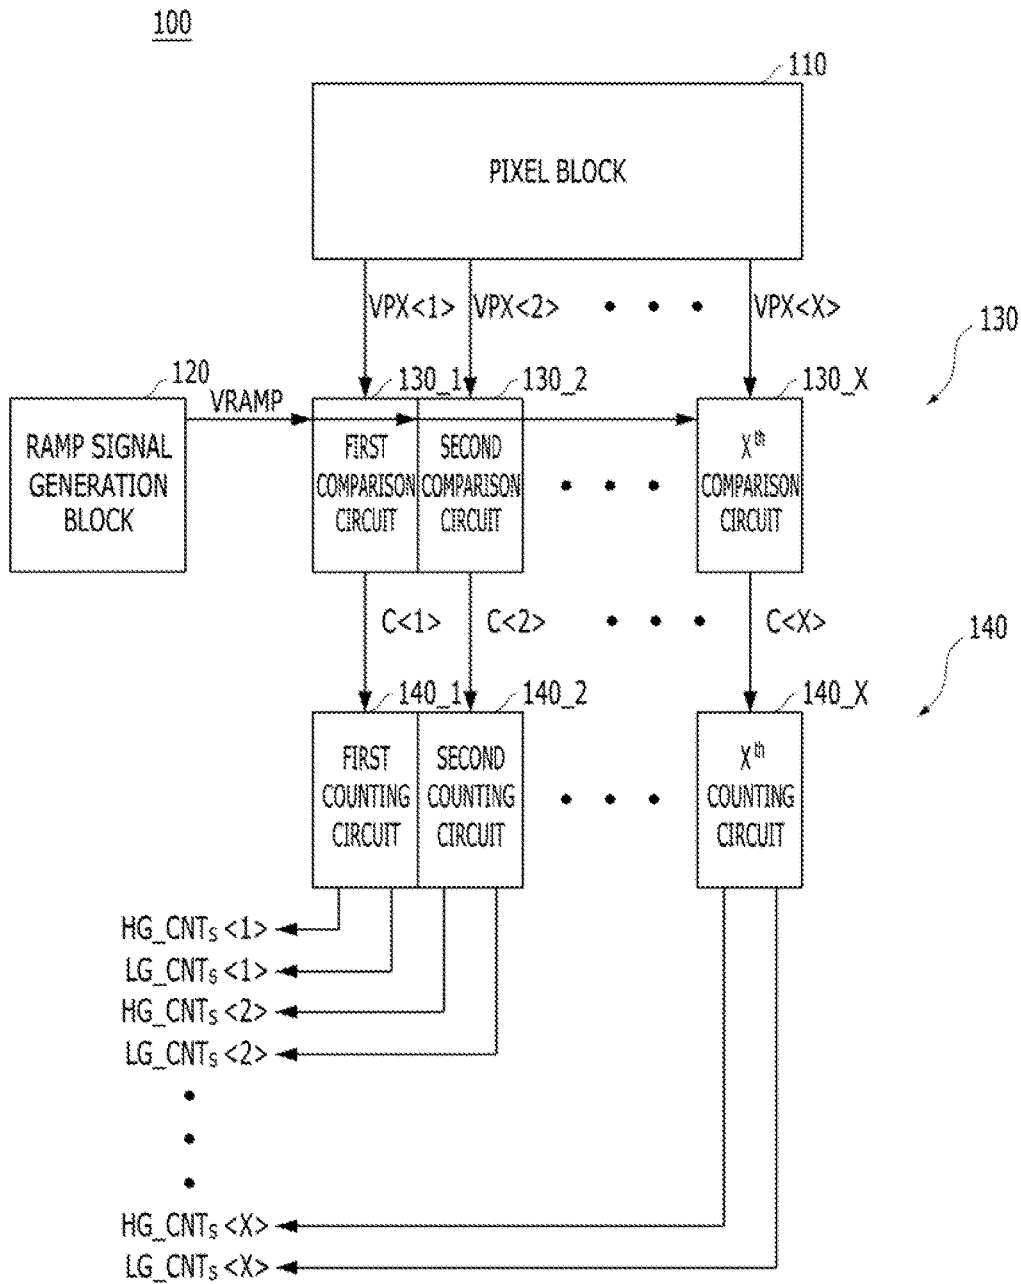 100
110
PIXEL BLOCK
VPX<1>
VPX<2>
VPX<X>
130
120
VRAMP
130_1
130_2
130_X
RAMP SIGNAL
GENERATION
BLOCK
FIRST
COMPARISON
CIRCUIT
SECOND
COMPARISON
CIRCUIT
Xth
COMPARISON
CIRCUIT
C<1>
C<2>
C<X>
140
140_1
140_2
140_X
FIRST
COUNTING
CIRCUIT
SECOND
COUNTING
CIRCUIT
Xth
COUNTING
CIRCUIT
HG_CNTS<1>
LG_CNTS<1>
HG_CNTS<2>
LG_CNTS<2>
HG_CNTS<X>
LG_CNTS<X>